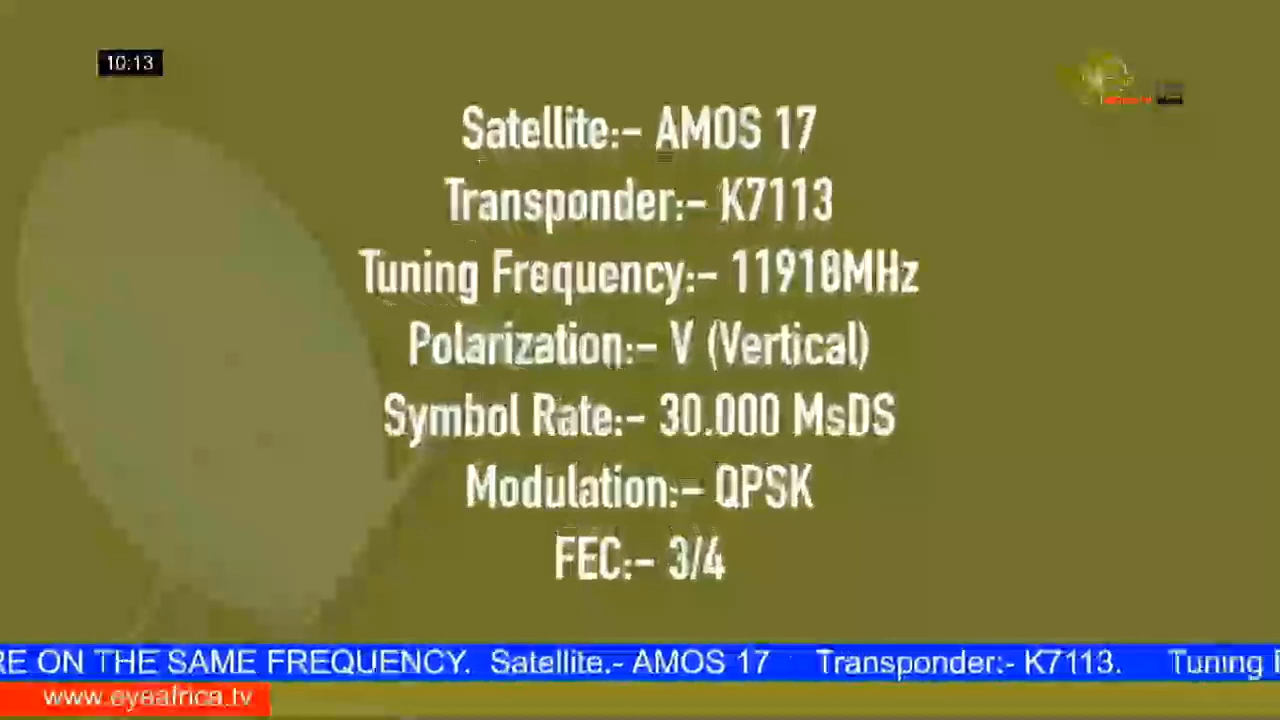 10:13
Satellite:- AMOS 17
Transponder:- K7113
Tuning Frequency:- 11910MHz
Polarization:- V (Vertical)
Symbol Rate:- 30.000 MsDS
Modulation:- QPSK
FEC:- 3/4
RE ON THE SAME FREQUENCY. Satellite.- AMOS 17 Transponder:- K7113. Tuning
www.eyeafrica.tv